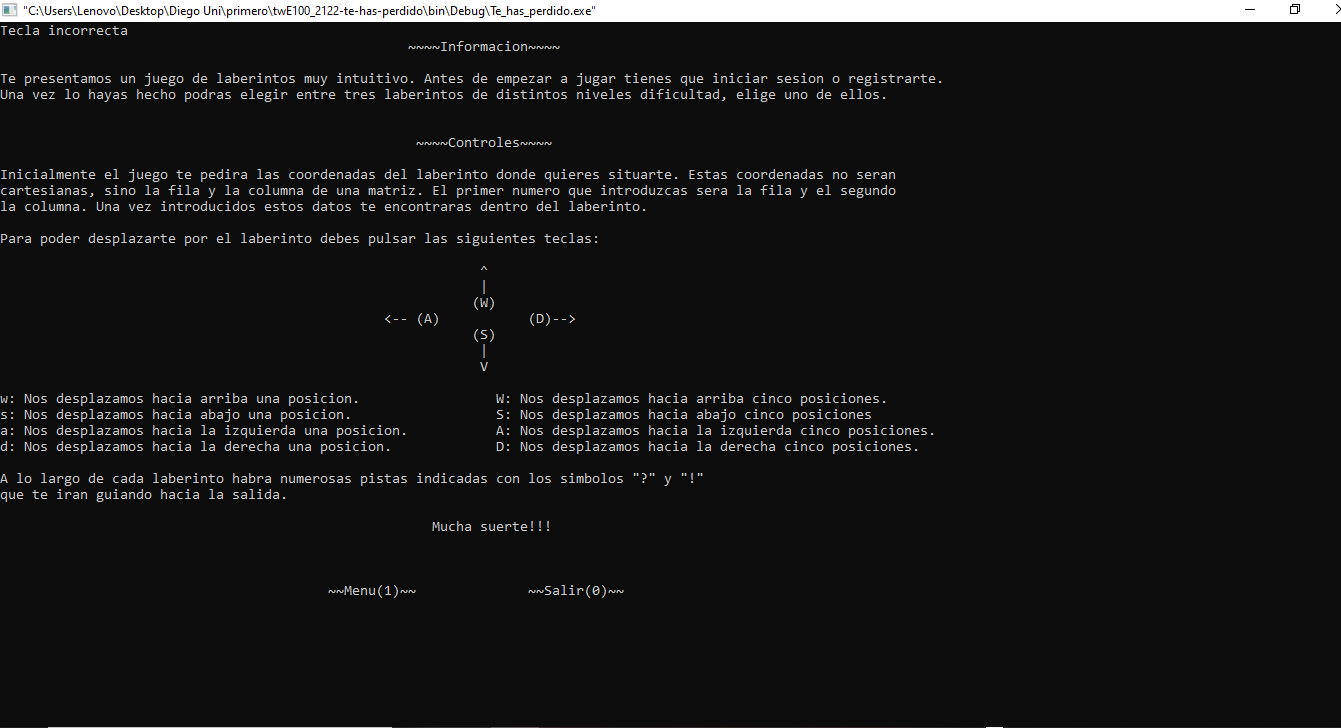 "C:\Users\Lenovo\Desktop\Diego Uni\primero\twE100_2122-te-has-perdido\bin\Debug\Te_has_perdido.exe"
Tecla incorrecta
~~~~Informacion~~~~
Te presentamos un juego de laberintos muy intuitivo. Antes de empezar a jugar tienes que iniciar sesion o registrarte.
Una vez lo hayas hecho podras elegir entre tres laberintos de distintos niveles dificultad, elige uno de ellos.
~~~~Controles~~~~
Inicialmente el juego te pedira las coordenadas del laberinto donde quieres situarte. Estas coordenadas no seran
cartesianas, sino la fila y la columna de una matriz. El primer numero que introduzcas sera la fila y el segundo
la columna. Una vez introducidos estos datos te encontraras dentro del laberinto.
Para poder desplazarte por el laberinto debes pulsar las siguientes teclas:
^
|
(W)
<-- (A) (D)-->
(S)
|
V
w: Nos desplazamos hacia arriba una posicion. W: Nos desplazamos hacia arriba cinco posiciones.
s: Nos desplazamos hacia abajo una posicion. S: Nos desplazamos hacia abajo cinco posiciones
a: Nos desplazamos hacia la izquierda una posicion. A: Nos desplazamos hacia la izquierda cinco posiciones.
d: Nos desplazamos hacia la derecha una posicion. D: Nos desplazamos hacia la derecha cinco posiciones.
A lo largo de cada laberinto habra numerosas pistas indicadas con los simbolos "?" y "!"
que te iran guiando hacia la salida.
Mucha suerte!!!
~~Menu(1)~~ ~~Salir(0)~~